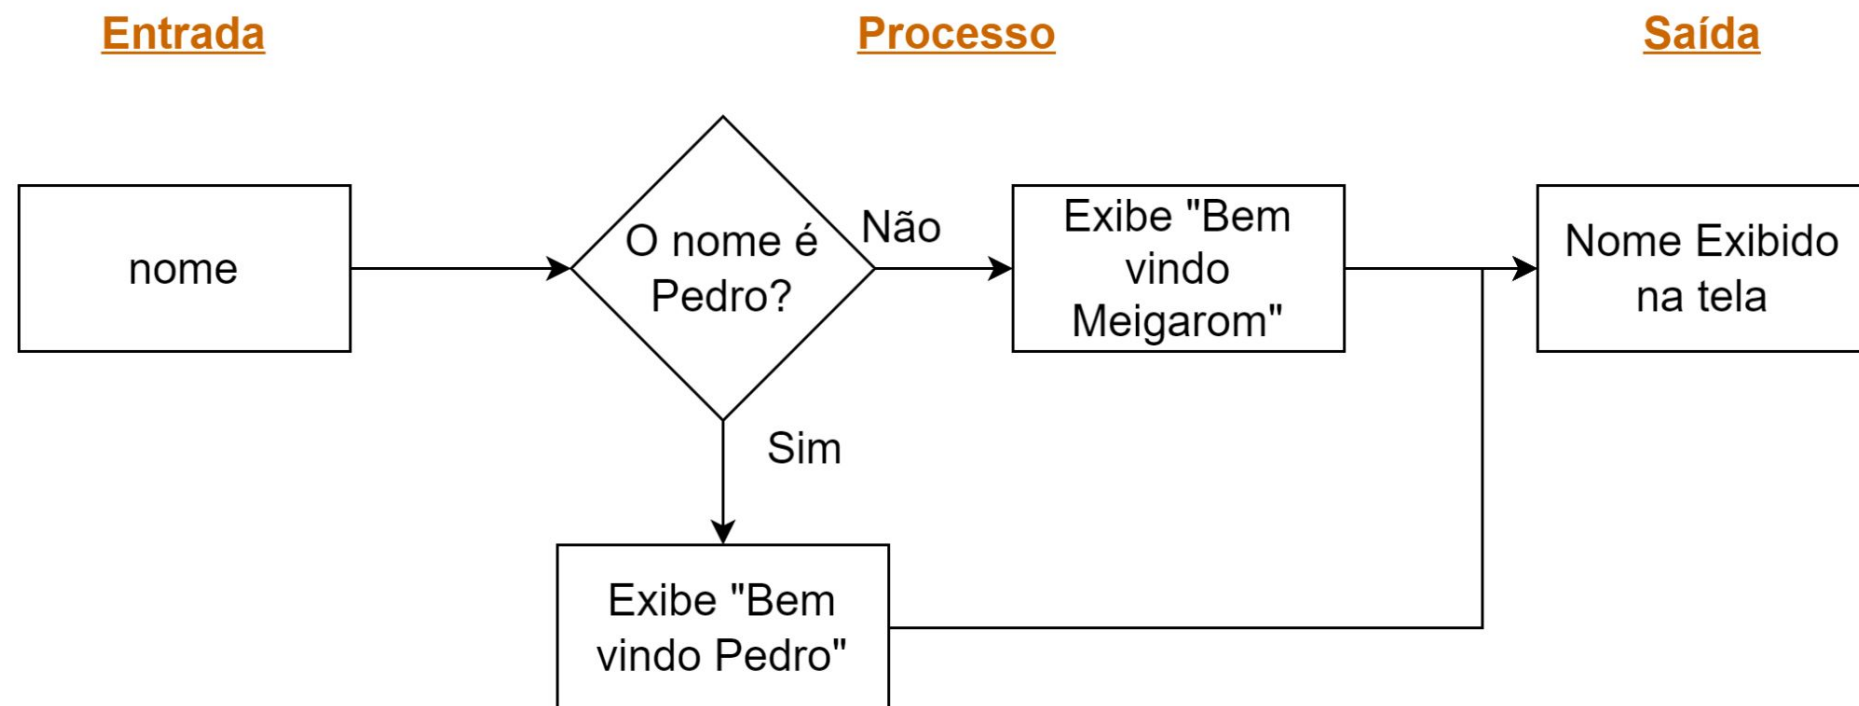 Entrada
Processo
Saída
nome
O nome é
Pedro?
Não
Exibe "Bem
vindo
Meigarom"
Nome Exibido
na tela
Sim
Exibe "Bem
vindo Pedro"